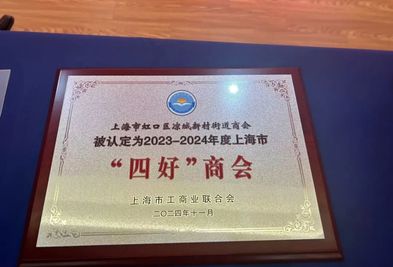 上海市虹口区凉城新村街道商会
被认定为2023-2024年度上海市
“四好”商会
上海市工商业联合会
二〇二四年十一月